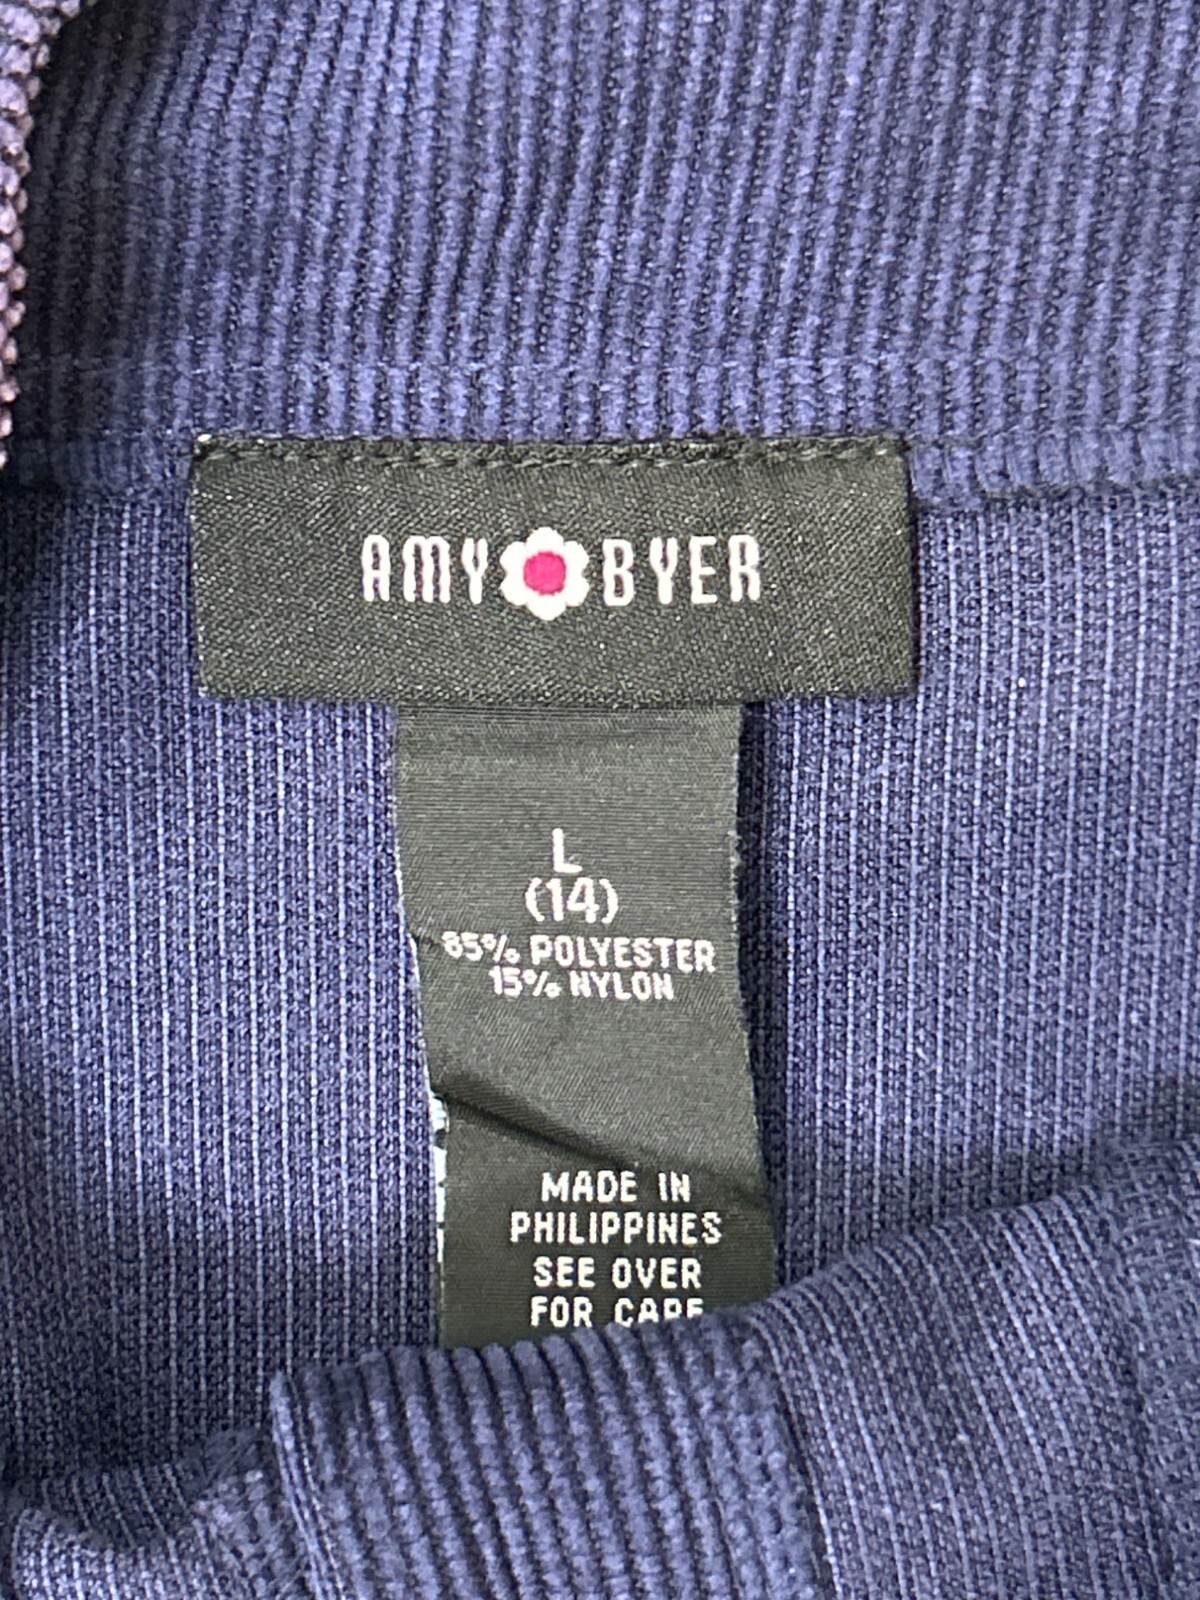 AMY BYER
L
(14)
85% POLYESTER
15% NYLON
MADE IN
PHILIPPINES
SEE OVER
FOR CARE